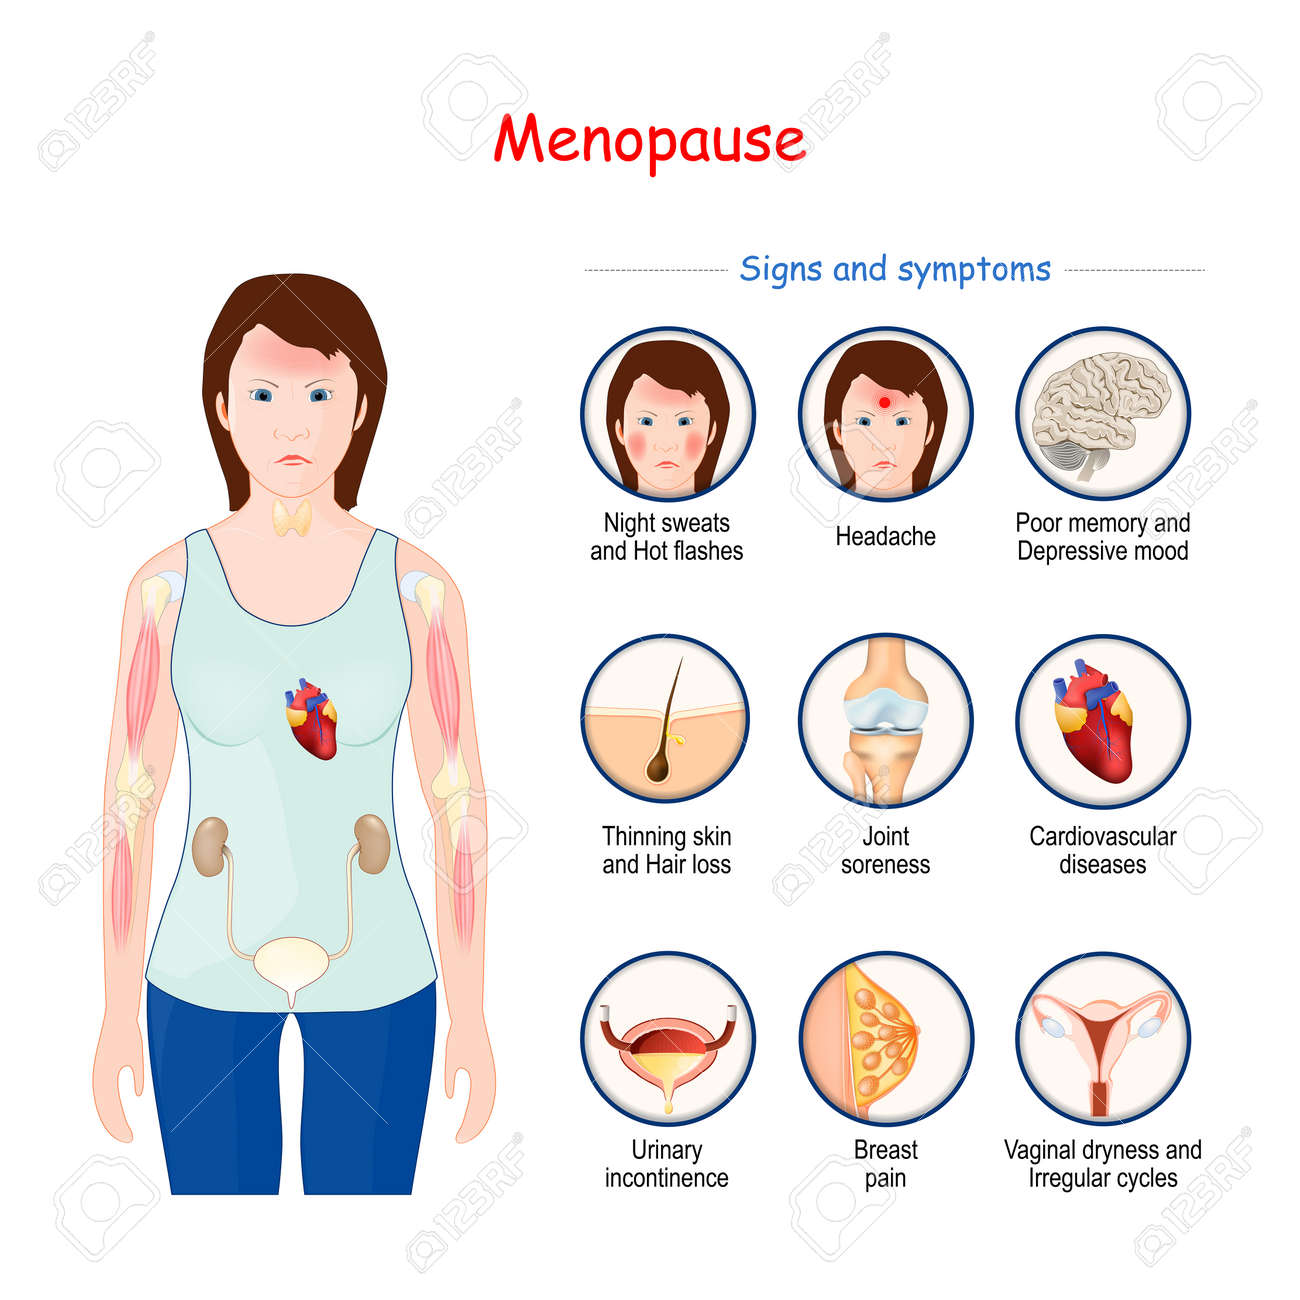 Menopause
Signs and symptoms
Night sweats
and Hot flashes
Headache
Poor memory and
Depressive mood
Thinning skin
and Hair loss
Joint
soreness
Cardiovascular
diseases
Urinary
incontinence
Breast
pain
Vaginal dryness and
Irregular cycles
123RF